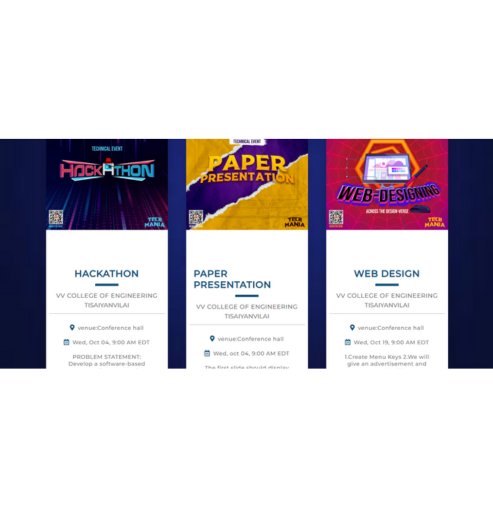 TECHNICAL EVENT
HACKATHON
TECH
MANIA
HACKATHON
VV COLLEGE OF ENGINEERING
TISAIYANVILAI
venue:Conference hall
Wed, Oct 04, 9:00 AM EDT
PROBLEM STATEMENT:
Develop a software-based
TECHNICAL EVENT
PAPER
PRESENTATION
TECH
MANIA
PAPER
PRESENTATION
VV COLLEGE OF ENGINEERING
TISAIYANVILAI
venue:Conference hall
Wed, oct 04, 9:00 AM EDT
The first slide should display
WEB-DESIGNING
ACROSS THE DESIGN-VERSE
TECH
MANIA
WEB DESIGN
VV COLLEGE OF ENGINEERING
TISAIYANVILAI
venue:Conference hall
Wed, Oct 19, 9:00 AM EDT
1.Create Menu Keys 2.We will
give an advertisement and